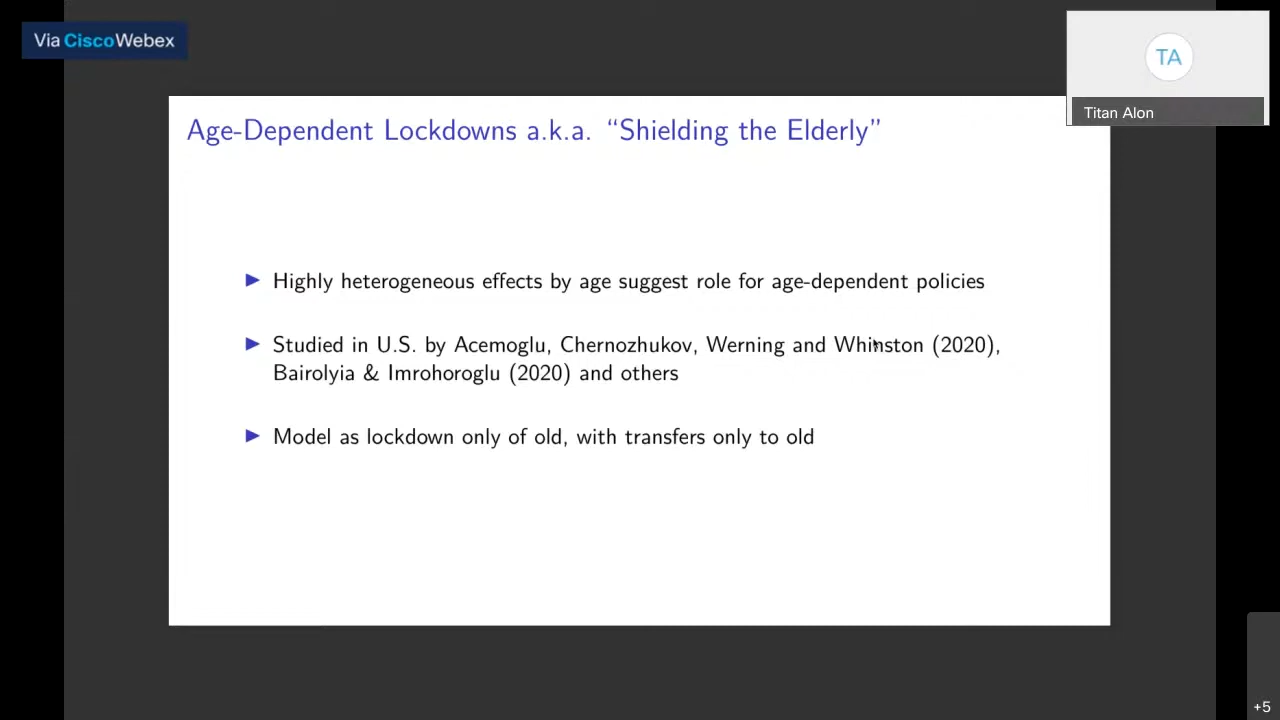 Via CiscoWebex
TA
Titan Alon
Age-Dependent Lockdowns a.k.a. “Shielding the Elderly”
▶ Highly heterogeneous effects by age suggest role for age-dependent policies
▶ Studied in U.S. by Acemoglu, Chernozhukov, Werning and Whinston (2020),
Bairolyia & Imrohoroglu (2020) and others
▶ Model as lockdown only of old, with transfers only to old
+5